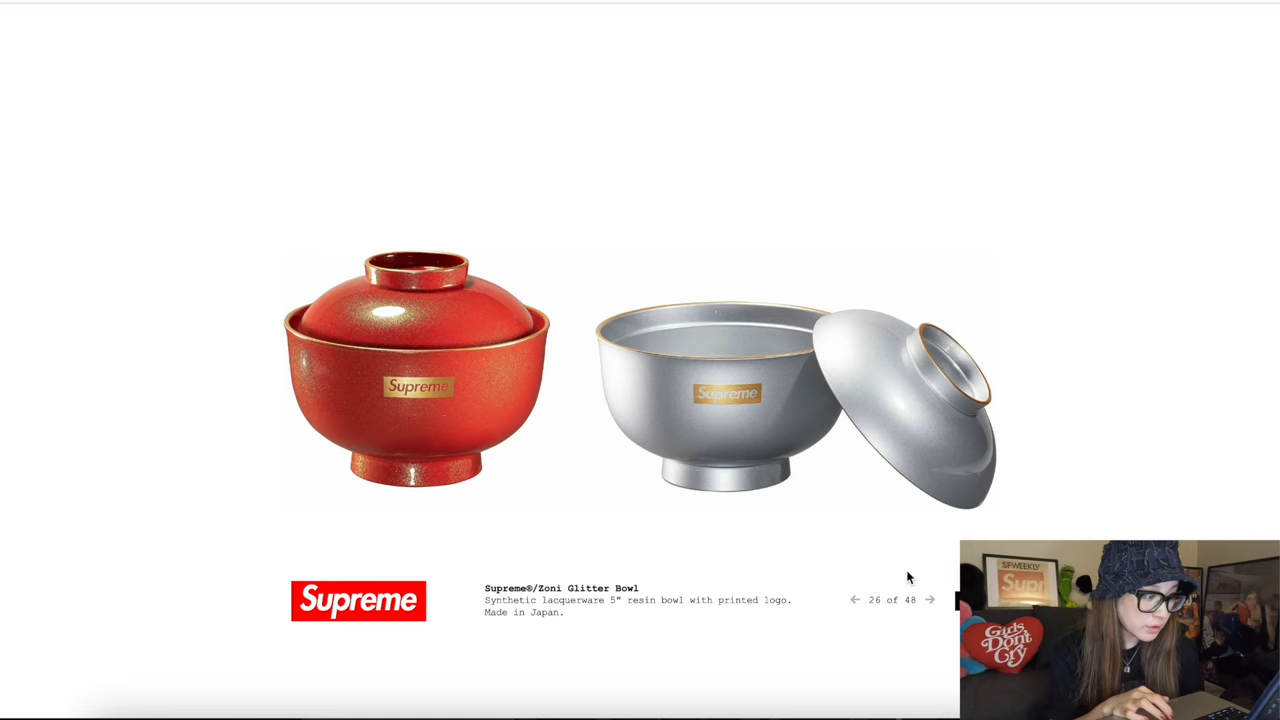 Supreme
Supreme
Supreme
Supreme®/Zoni Glitter Bowl
Synthetic lacquerware 5" resin bowl with printed logo.
Made in Japan.
26 of 48
SFWEEKLY
Supr
Girls
Don't
Cry